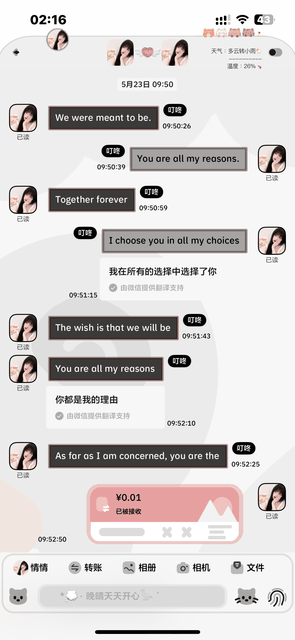 02:16
43
天气：多云转小雨
温度：20%
5月23日 09:50
We were meant to be.
叮咚
已读
09:50:26
叮咚
You are all my reasons.
09:50:39
已读
Together forever
叮咚
已读
09:50:59
叮咚
I choose you in all my choices
已读
我在所有的选择中选择了你
由微信提供翻译支持
09:51:15
The wish is that we will be
叮咚
已读
09:51:43
You are all my reasons
叮咚
已读
你都是我的理由
由微信提供翻译支持
09:52:10
As far as I am concerned, you are the
叮咚
已读
09:52:25
¥0.01
已被接收
已读
09:52:50
情情
转账
相册
相机
文件
晚晴天天开心